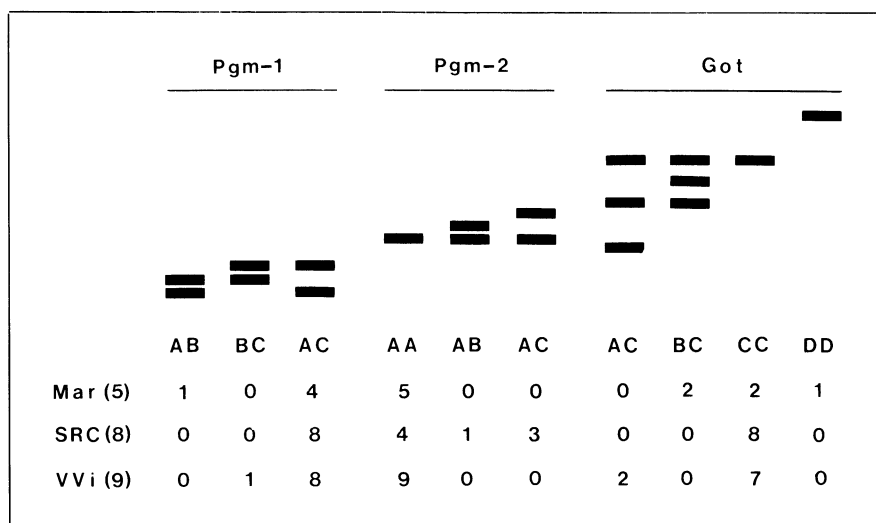 Pgm-1 Pgm-2 Got
AB BC AC AA AB AC AC BC CC DD
Mar(5) 1 0 4 5 0 0 0 2 2 1
SRC(8) 0 0 8 4 1 3 0 0 8 0
VVi(9) 0 1 8 9 0 0 2 0 7 0